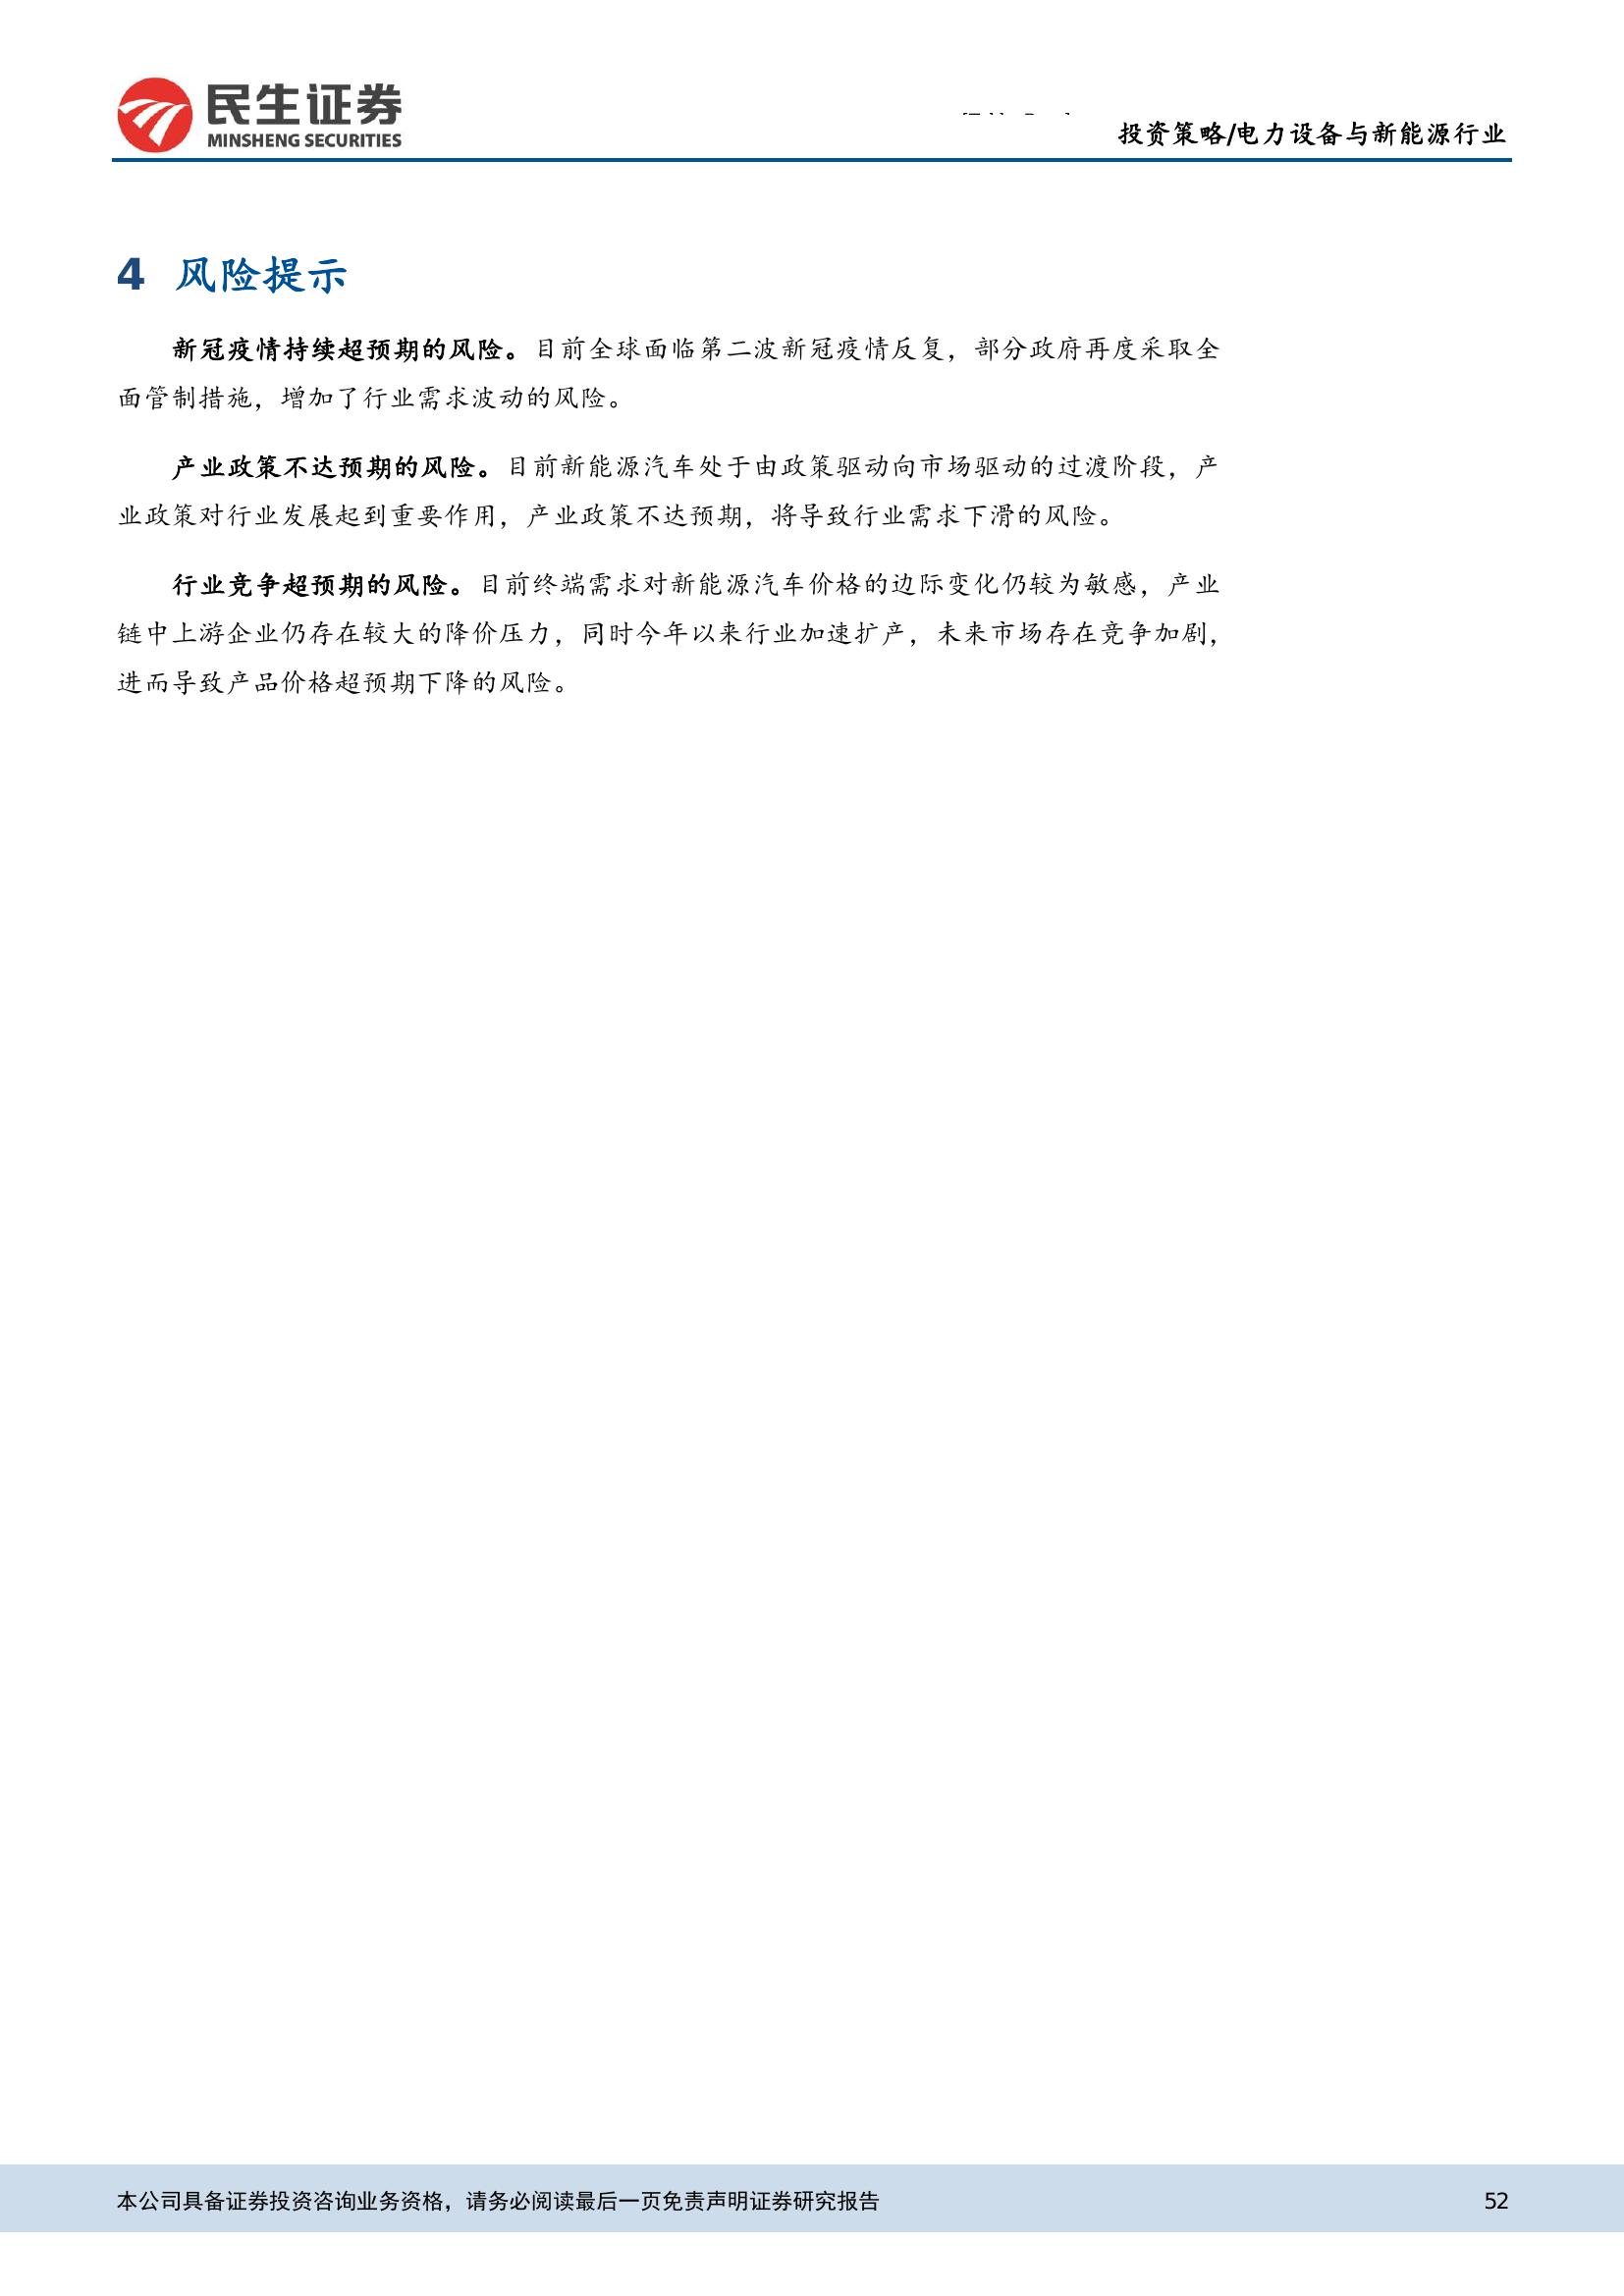 民生证券
MINSHENG SECURITIES
投资策略/电力设备与新能源行业
4 风险提示
新冠疫情持续超预期的风险。目前全球面临第二波新冠疫情反复，部分政府再度采取全
面管制措施，增加了行业需求波动的风险。
产业政策不达预期的风险。目前新能源汽车处于由政策驱动向市场驱动的过渡阶段，产
业政策对行业发展起到重要作用，产业政策不达预期，将导致行业需求下滑的风险。
行业竞争超预期的风险。目前终端需求对新能源汽车价格的边际变化仍较为敏感，产业
链中上游企业仍存在较大的降价压力，同时今年以来行业加速扩产，未来市场存在竞争加剧，
进而导致产品价格超预期下降的风险。
本公司具备证券投资咨询业务资格，请务必阅读最后一页免责声明证券研究报告
52